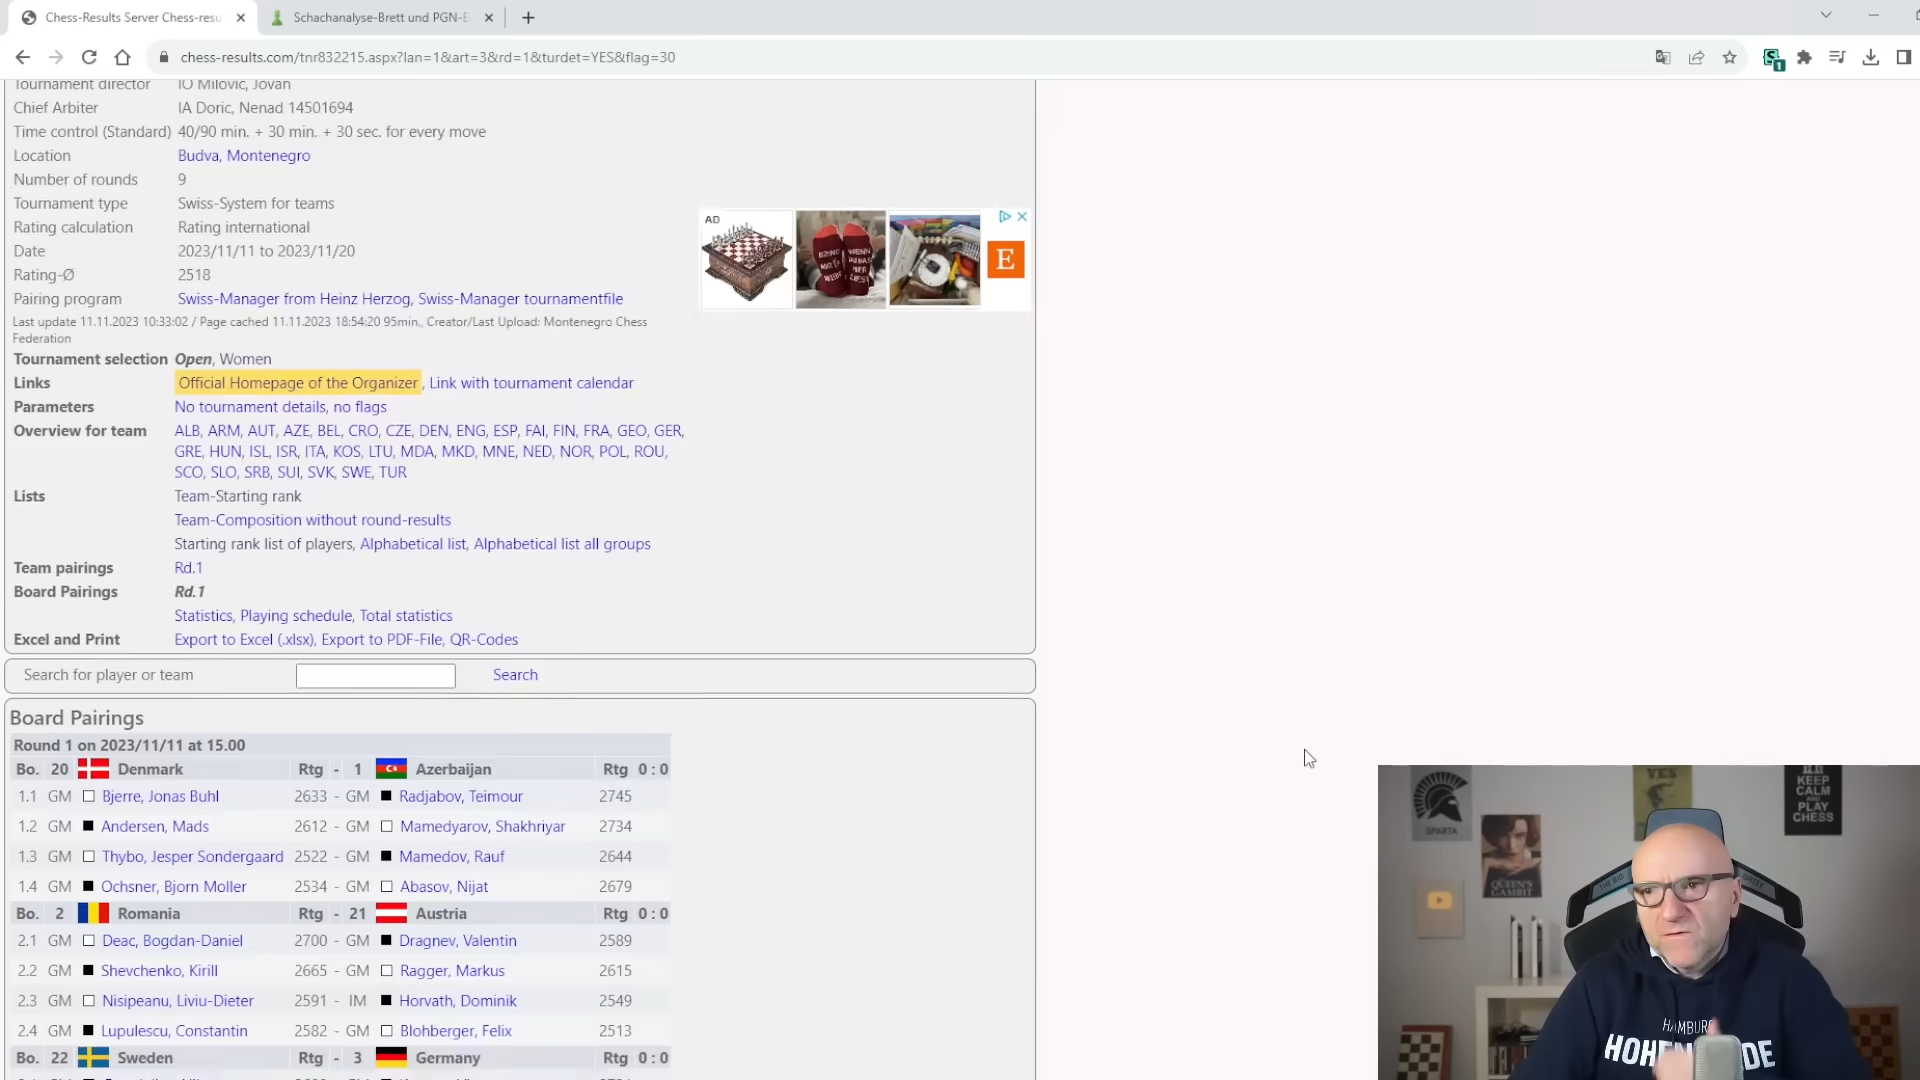 Chess-Results Server Chess-resu
Schachanalyse-Brett und PGN-E
chess-results.com/tnr832215.aspx?lan=1&art=3&rd=1&turdet=YES&flag=30
Tournament director IO Milovic, Jovan
Chief Arbiter IA Doric, Nenad 14501694
Time control (Standard) 40/90 min. + 30 min. + 30 sec. for every move
Location Budva, Montenegro
Number of rounds 9
Tournament type Swiss-System for teams
Rating calculation Rating international
Date 2023/11/11 to 2023/11/20
Rating-Ø 2518
Pairing program Swiss-Manager from Heinz Herzog, Swiss-Manager tournamentfile
Last update 11.11.2023 10:33:02 / Page cached 11.11.2023 18:54:20 95min., Creator/Last Upload: Montenegro Chess
Federation
AD
E
Tournament selection Open, Women
Links Official Homepage of the Organizer, Link with tournament calendar
Parameters No tournament details, no flags
Overview for team ALB, ARM, AUT, AZE, BEL, CRO, CZE, DEN, ENG, ESP, FAI, FIN, FRA, GEO, GER,
GRE, HUN, ISL, ISR, ITA, KOS, LTU, MDA, MKD, MNE, NED, NOR, POL, ROU,
SCO, SLO, SRB, SUI, SVK, SWE, TUR
Lists Team-Starting rank
Team-Composition without round-results
Starting rank list of players, Alphabetical list, Alphabetical list all groups
Team pairings Rd.1
Board Pairings Rd.1
Statistics, Playing schedule, Total statistics
Excel and Print Export to Excel (.xlsx), Export to PDF-File, QR-Codes
Search for player or team Search
Board Pairings
Round 1 on 2023/11/11 at 15.00
Bo. 20 Denmark Rtg - 1 Azerbaijan Rtg 0 : 0
1.1 GM Bjerre, Jonas Buhl 2633 - GM Radjabov, Teimour 2745
1.2 GM Andersen, Mads 2612 - GM Mamedyarov, Shakhriyar 2734
1.3 GM Thybo, Jesper Sondergaard 2522 - GM Mamedov, Rauf 2644
1.4 GM Ochsner, Bjorn Moller 2534 - GM Abasov, Nijat 2679
Bo. 2 Romania Rtg - 21 Austria Rtg 0 : 0
2.1 GM Deac, Bogdan-Daniel 2700 - GM Dragnev, Valentin 2589
2.2 GM Shevchenko, Kirill 2665 - GM Ragger, Markus 2615
2.3 GM Nisipeanu, Liviu-Dieter 2591 - IM Horvath, Dominik 2549
2.4 GM Lupulescu, Constantin 2582 - GM Blohberger, Felix 2513
Bo. 22 Sweden Rtg - 3 Germany Rtg 0 : 0
SPARTA
QUEEN'S
GAMBIT
YES
KEEP
CALM
AND
PLAY
CHESS
THE BIG
GREEK
HAMBURG